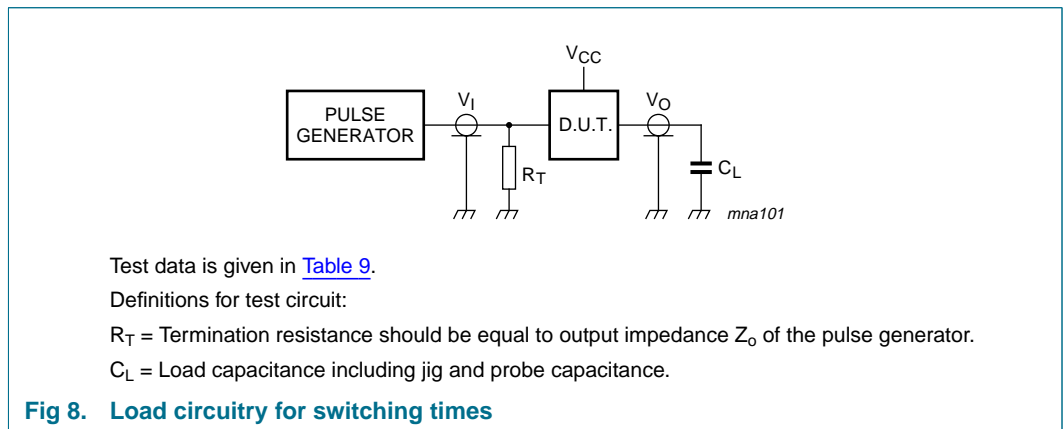 VCC
PULSE GENERATOR
VI
D.U.T.
VO
RT
CL
mna101
Test data is given in Table 9.
Definitions for test circuit:
RT = Termination resistance should be equal to output impedance Zo of the pulse generator.
CL = Load capacitance including jig and probe capacitance.
Fig 8. Load circuitry for switching times